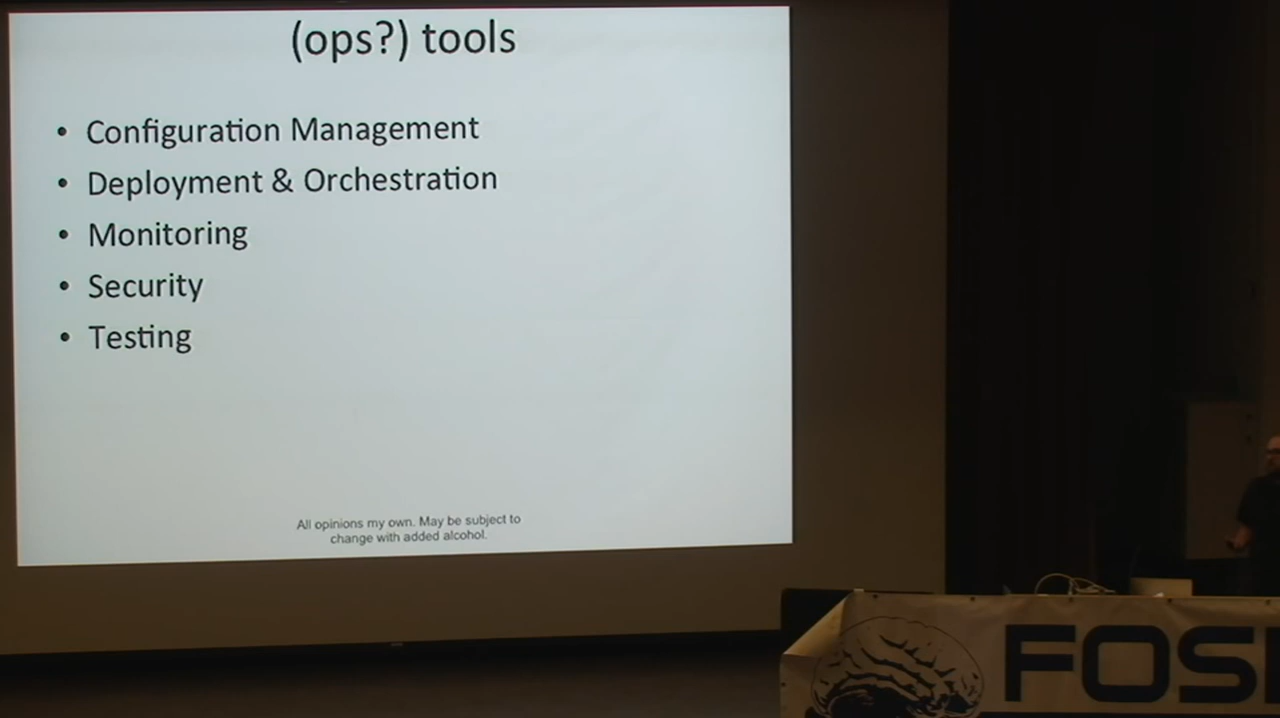 (ops?) tools
• Configuration Management
• Deployment & Orchestration
• Monitoring
• Security
• Testing
All opinions my own. May be subject to
change with added alcohol.
FOS